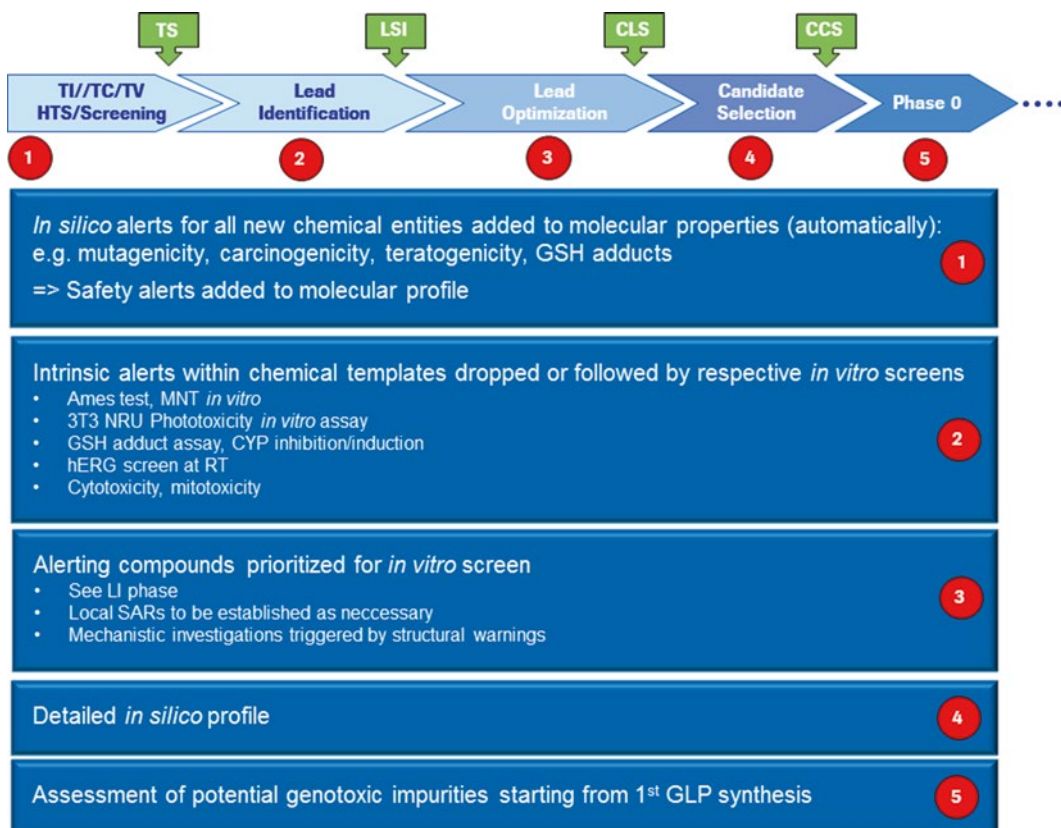 TS
LSI
CLS
CCS
TI//TC/TV
HTS/Screening
Lead
Identification
Lead
Optimization
Candidate
Selection
Phase 0
1
2
3
4
5
In silico alerts for all new chemical entities added to molecular properties (automatically):
e.g. mutagenicity, carcinogenicity, teratogenicity, GSH adducts
=> Safety alerts added to molecular profile
1
Intrinsic alerts within chemical templates dropped or followed by respective in vitro screens
• Ames test, MNT in vitro
• 3T3 NRU Phototoxicity in vitro assay
• GSH adduct assay, CYP inhibition/induction
• hERG screen at RT
• Cytotoxicity, mitotoxicity
2
Alerting compounds prioritized for in vitro screen
• See LI phase
• Local SARs to be established as neccessary
• Mechanistic investigations triggered by structural warnings
3
Detailed in silico profile
4
Assessment of potential genotoxic impurities starting from 1st GLP synthesis
5